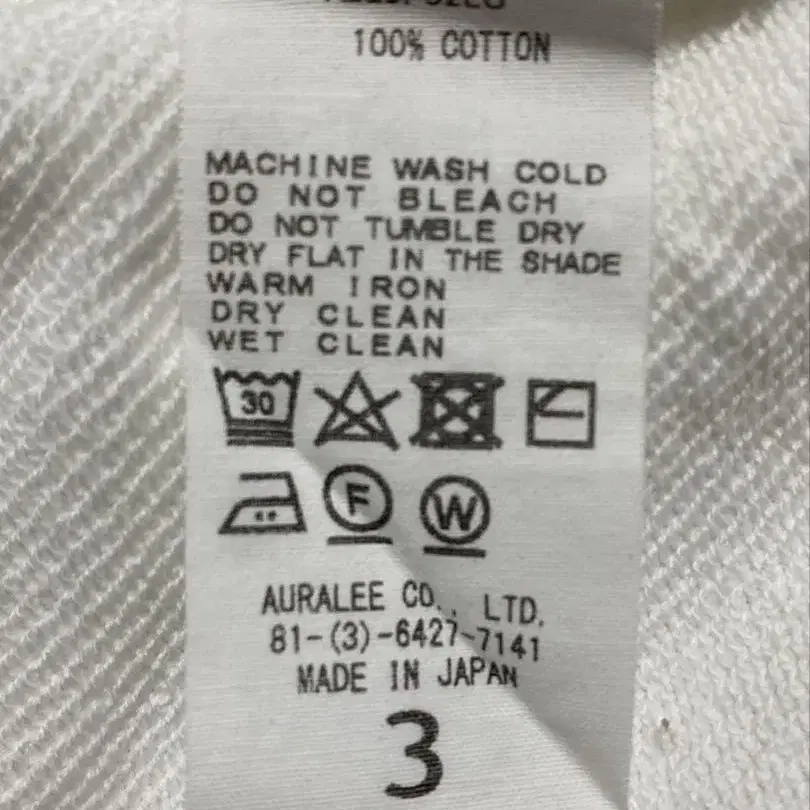 100% COTTON
MACHINE WASH COLD
DO NOT BLEACH
DO NOT TUMBLE DRY
DRY FLAT IN THE SHADE
WARM IRON
DRY CLEAN
WET CLEAN
30
F W
AURALEE CO., LTD.
81-(3)-6427-7141
MADE IN JAPAN
3